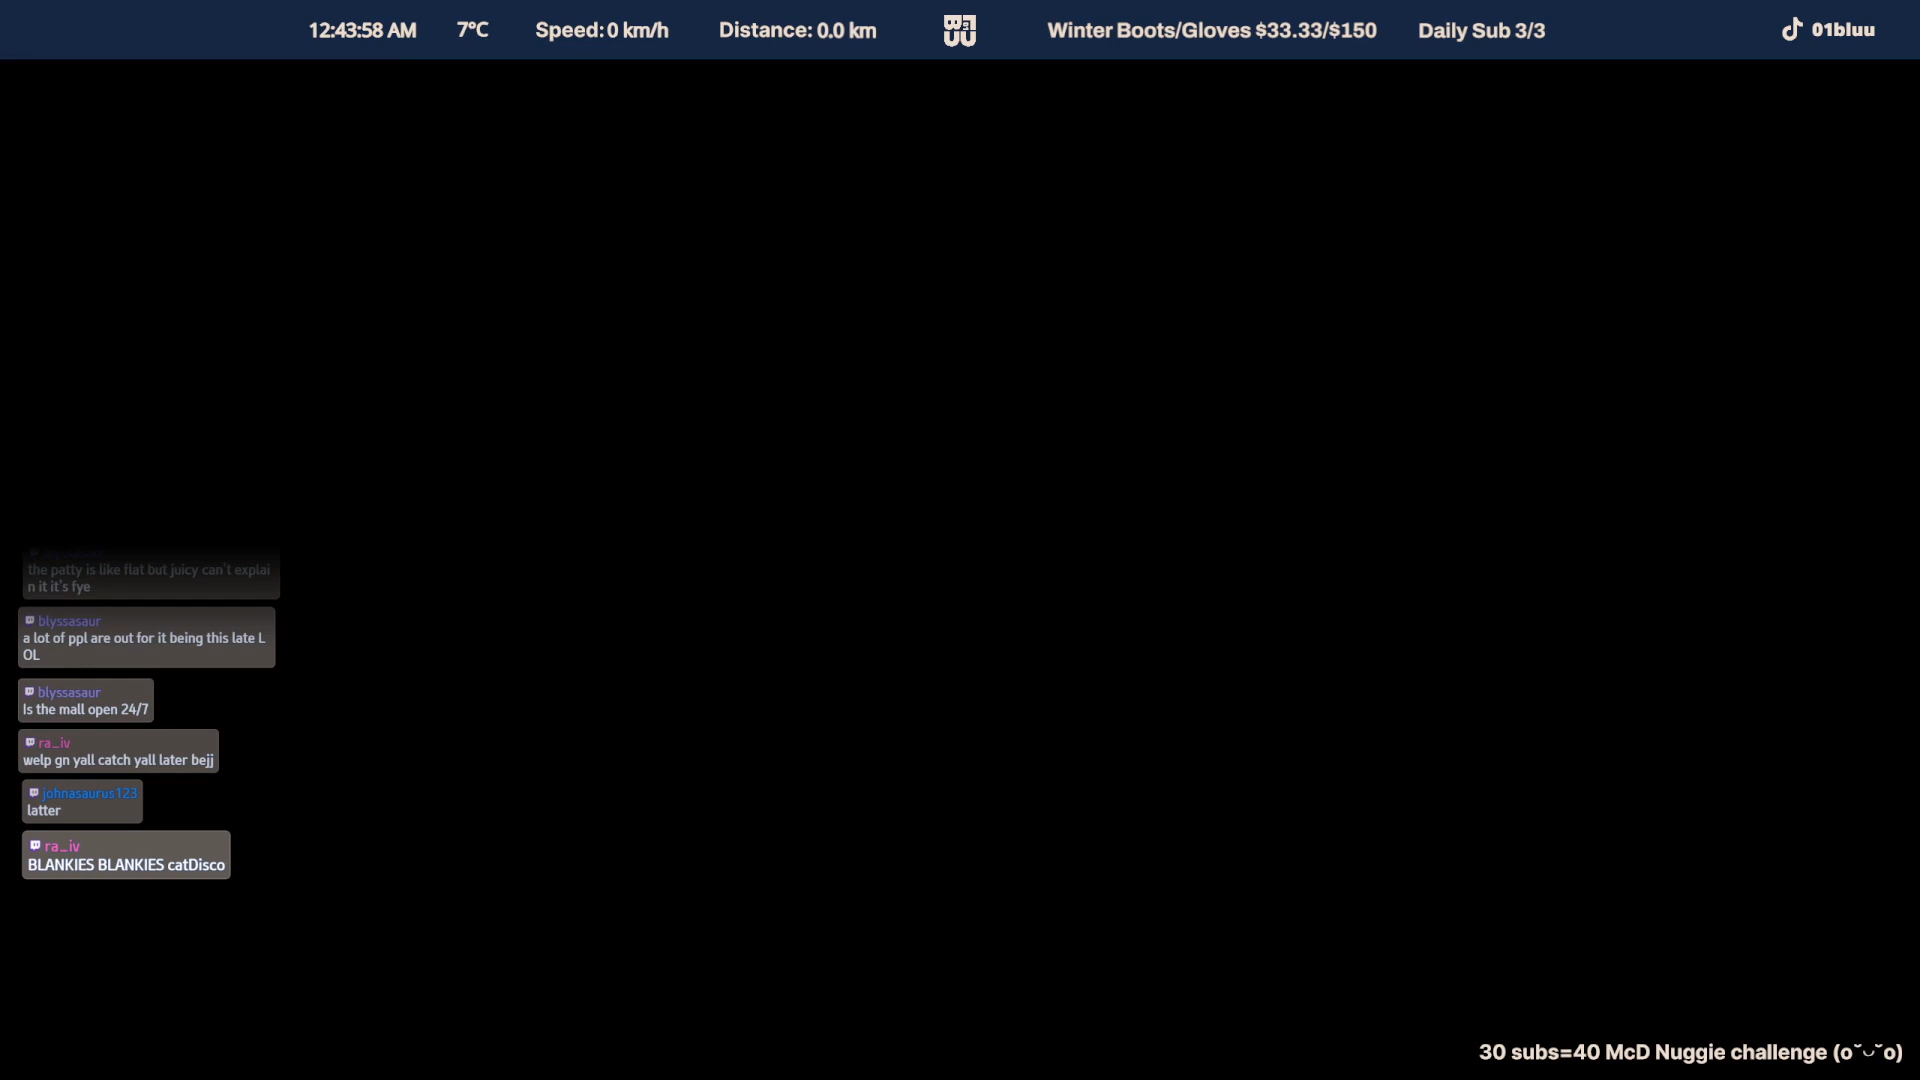 12:43:58 AM 7°C Speed: 0 km/h Distance: 0.0 km BLUU Winter Boots/Gloves $33.33/$150 Daily Sub 3/3 01bluu
the patty is like flat but juicy can't explai
n it it's fye
blyssasaur
a lot of ppl are out for it being this late L
OL
blyssasaur
Is the mall open 24/7
ra_iv
welp gn yall catch yall later bejj
johnasaurus123
latter
ra_iv
BLANKIES BLANKIES catDisco
30 subs=40 McD Nuggie challenge (o˘◡˘o)